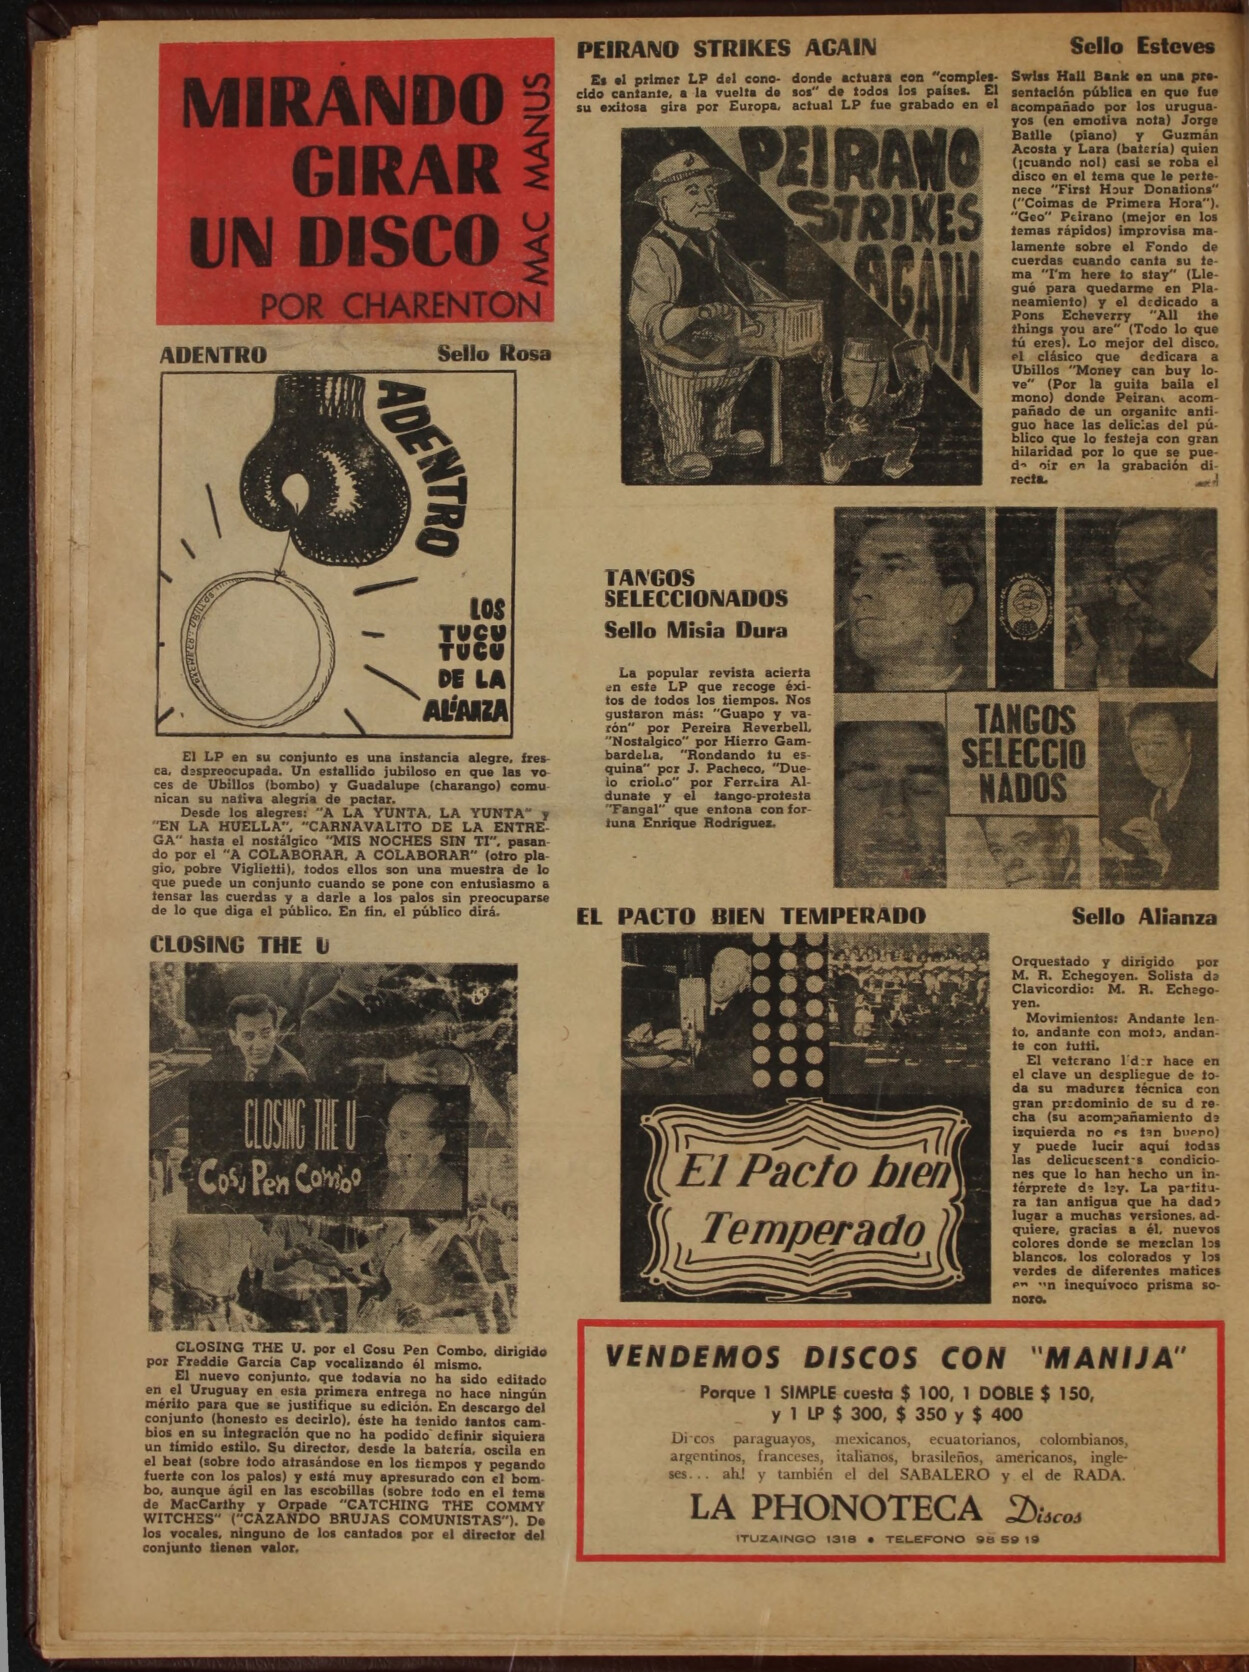 MIRANDO
GIRAR
UN DISCO
MAC MANUS
POR CHARENTON
ADENTRO Sello Rosa
ADENTRO
LOS
TUCU
TUCU
DE LA
ALIANZA
El LP en su conjunto es una instancia alegre, fres-
ca, despreocupada. Un estallido jubiloso en que las vo-
ces de Ubillos (bombo) y Guadalupe (charango) comu-
nican su nativa alegría de pactar.
Desde los alegres: "A LA YUNTA, LA YUNTA" y
"EN LA HUELLA", "CARNAVALITO DE LA ENTRE-
GA" hasta el nostálgico "MIS NOCHES SIN TI", pasan-
do por el "A COLABORAR, A COLABORAR" (otro pla-
gio, pobre Viglietti), todos ellos son una muestra de lo
que puede un conjunto cuando se pone con entusiasmo a
tensar las cuerdas y a darle a los palos sin preocuparse
de lo que diga el público. En fin, el público dirá.
CLOSING THE U
CLOSING THE U
Cosu Pen Combo
CLOSING THE U. por el Gosu Pen Combo, dirigido
por Freddie García Cap vocalizando él mismo.
El nuevo conjunto, que todavía no ha sido editado
en el Uruguay en esta primera entrega no hace ningún
mérito para que se justifique su edición. En descargo del
conjunto (honesto es decirlo), éste ha tenido tantos cam-
bios en su integración que no ha podido definir siquiera
un tímido estilo. Su director, desde la batería, oscila en
el beat (sobre todo atrasándose en los tiempos y pegando
fuerte con los palos) y está muy apresurado con el bom-
bo, aunque ágil en las escobillas (sobre todo en el tema
de MacCarthy y Orpade "CATCHING THE COMMY
WITCHES" ("CAZANDO BRUJAS COMUNISTAS"). De
los vocales, ninguno de los cantados por el director del
conjunto tienen valor.
PEIRANO STRIKES AGAIN Sello Esteves
Es el primer LP del cono-
cido cantante, a la vuelta de
su exitosa gira por Europa,
donde actuara con "comples-
sos" de todos los países. El
actual LP fue grabado en el
Swiss Hall Bank en una pre-
sentación pública en que fue
acompañado por los urugua-
yos (en emotiva nota) Jorge
Batlle (piano) y Guzmán
Acosta y Lara (batería) quien
(¡cuando no!) casi se roba el
disco en el tema que le perte-
nece "First Hour Donations"
("Coimas de Primera Hora").
"Geo" Peirano (mejor en los
temas rápidos) improvisa ma-
lamente sobre el Fondo de
cuerdas cuando canta su te-
ma "I'm here to stay" (Lle-
gué para quedarme en Pla-
neamiento) y el dedicado a
Pons Echeverry "All the
things you are" (Todo lo que
tú eres). Lo mejor del disco,
el clásico que dedicara a
Ubillos "Money can buy lo-
ve" (Por la guita baila el
mono) donde Peirano acom-
pañado de un organito anti-
guo hace las delicias del pú-
blico que lo festeja con gran
hilaridad por lo que se pue-
de oir en la grabación di-
recta.
PEIRANO
STRIKES
AGAIN
TANGOS
SELECCIONADOS
Sello Misia Dura
La popular revista acierta
en este LP que recoge éxi-
tos de todos los tiempos. Nos
gustaron más: "Guapo y va-
rón" por Pereira Reverbell,
"Nostalgico" por Hierro Gam-
bardella, "Rondando tu es-
quina" por J. Pacheco, "Due-
lo criollo" por Ferreira Al-
dunate y el tango-protesta
"Fangal" que entona con for-
tuna Enrique Rodríguez.
TANGOS
SELECCIO
NADOS
EL PACTO BIEN TEMPERADO Sello Alianza
El Pacto bien
Temperado
Orquestado y dirigido por
M. R. Echegoyen. Solista de
Clavicordio: M. R. Echego-
yen.
Movimientos: Andante len-
to, andante con moto, andan-
te con tutti.
El veterano líder hace en
el clave un despliegue de to-
da su madurez técnica con
gran predominio de su derecha
cha (su acompañamiento de
izquierda no es tan bueno)
y puede lucir aquí todas
las delicuescentes condicio-
nes que lo han hecho un in-
térprete de ley. La partitu-
ra tan antigua que ha dado
lugar a muchas versiones, ad-
quiere, gracias a él, nuevos
colores donde se mezclan los
blancos, los colorados y los
verdes de diferentes matices
en un inequívoco prisma so-
noro.
VENDEMOS DISCOS CON "MANIJA"
Porque 1 SIMPLE cuesta $ 100, 1 DOBLE $ 150,
y 1 LP $ 300, $ 350 y $ 400
Discos paraguayos, mexicanos, ecuatorianos, colombianos,
argentinos, franceses, italianos, brasileños, americanos, ingle-
ses... ah! y también el del SABALERO y el de RADA.
LA PHONOTECA Discos
ITUZAINGO 1318 • TELEFONO 98 59 19